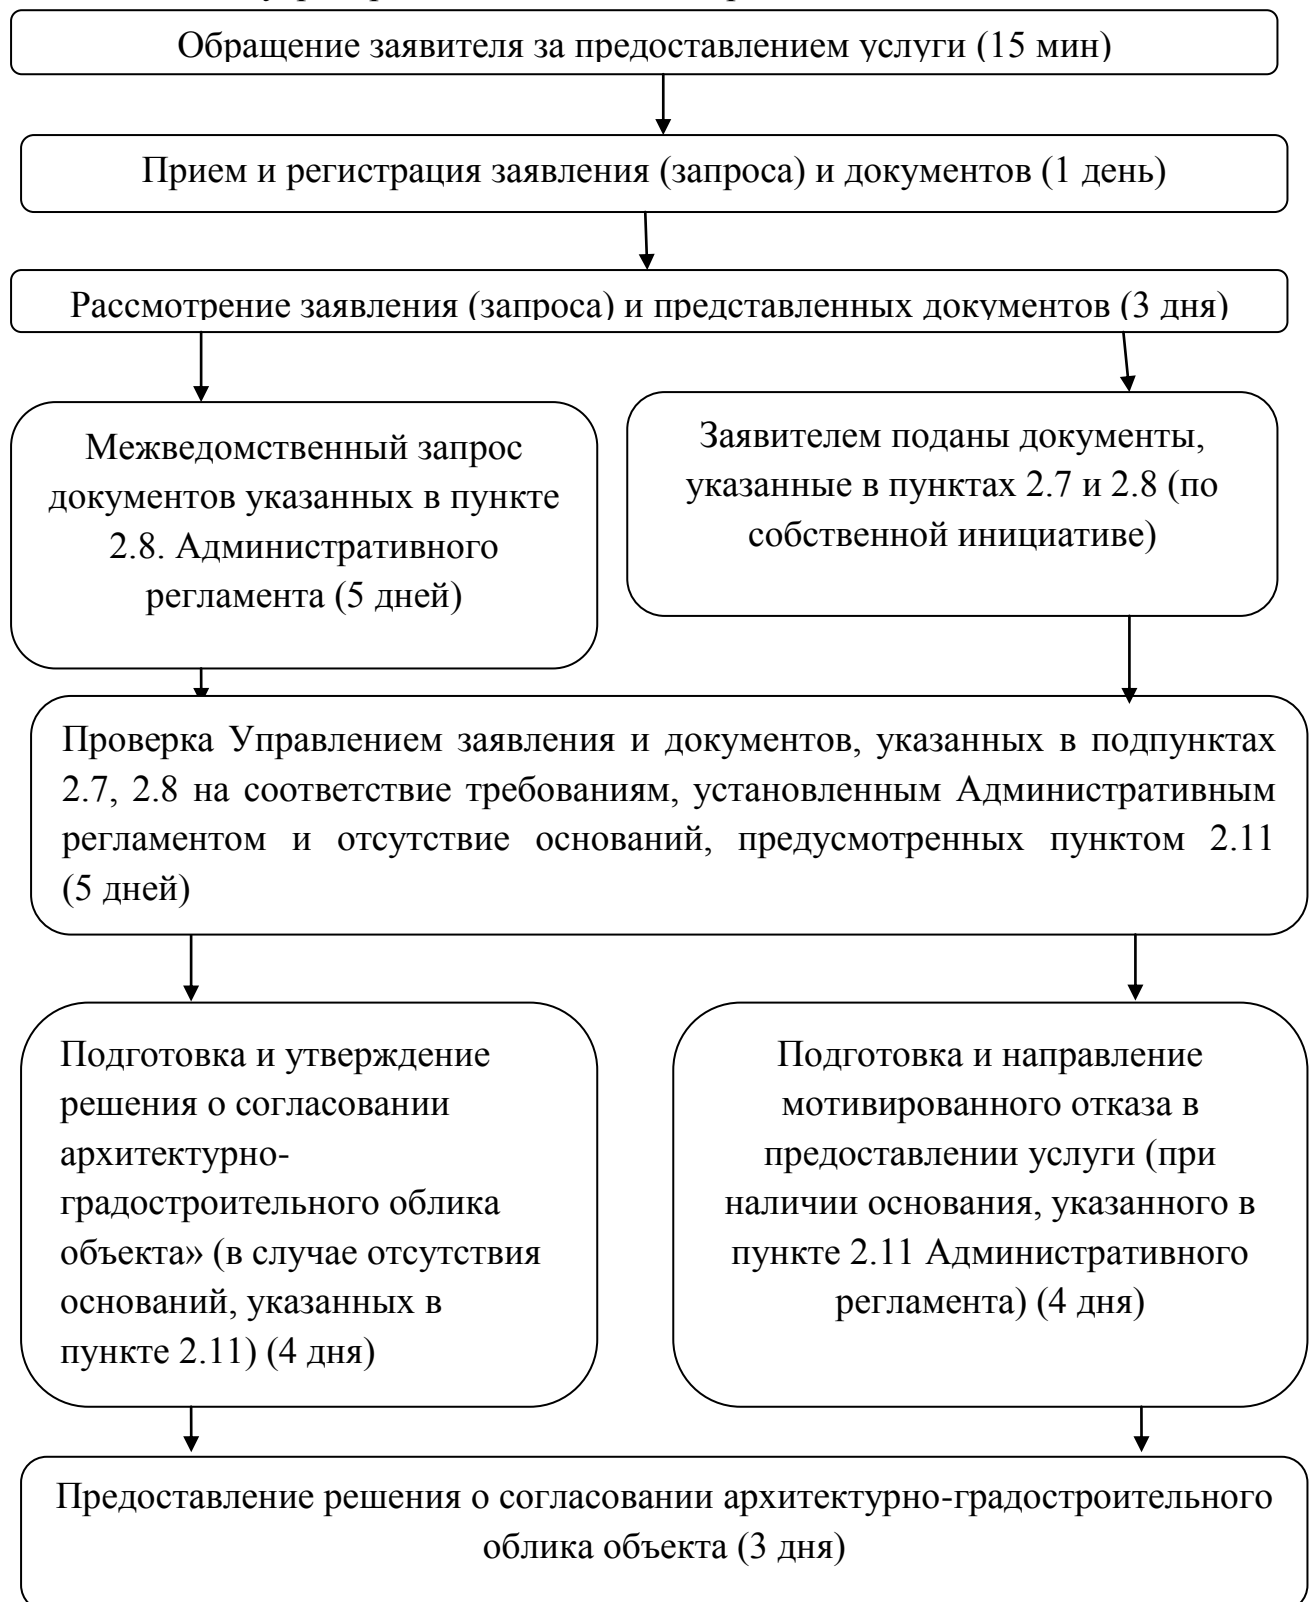 Обращение заявителя за предоставлением услуги (15 мин)
Прием и регистрация заявления (запроса) и документов (1 день)
Рассмотрение заявления (запроса) и представленных документов (3 дня)
Межведомственный запрос
документов указанных в пункте
2.8. Административного
регламента (5 дней)
Заявителем поданы документы,
указанные в пунктах 2.7 и 2.8 (по
собственной инициативе)
Проверка Управлением заявления и документов, указанных в подпунктах
2.7, 2.8 на соответствие требованиям, установленным Административным
регламентом и отсутствие оснований, предусмотренных пунктом 2.11
(5 дней)
Подготовка и утверждение
решения о согласовании
архитектурно-
градостроительного облика
объекта» (в случае отсутствия
оснований, указанных в
пункте 2.11) (4 дня)
Подготовка и направление
мотивированного отказа в
предоставлении услуги (при
наличии основания, указанного в
пункте 2.11 Административного
регламента) (4 дня)
Предоставление решения о согласовании архитектурно-градостроительного
облика объекта (3 дня)